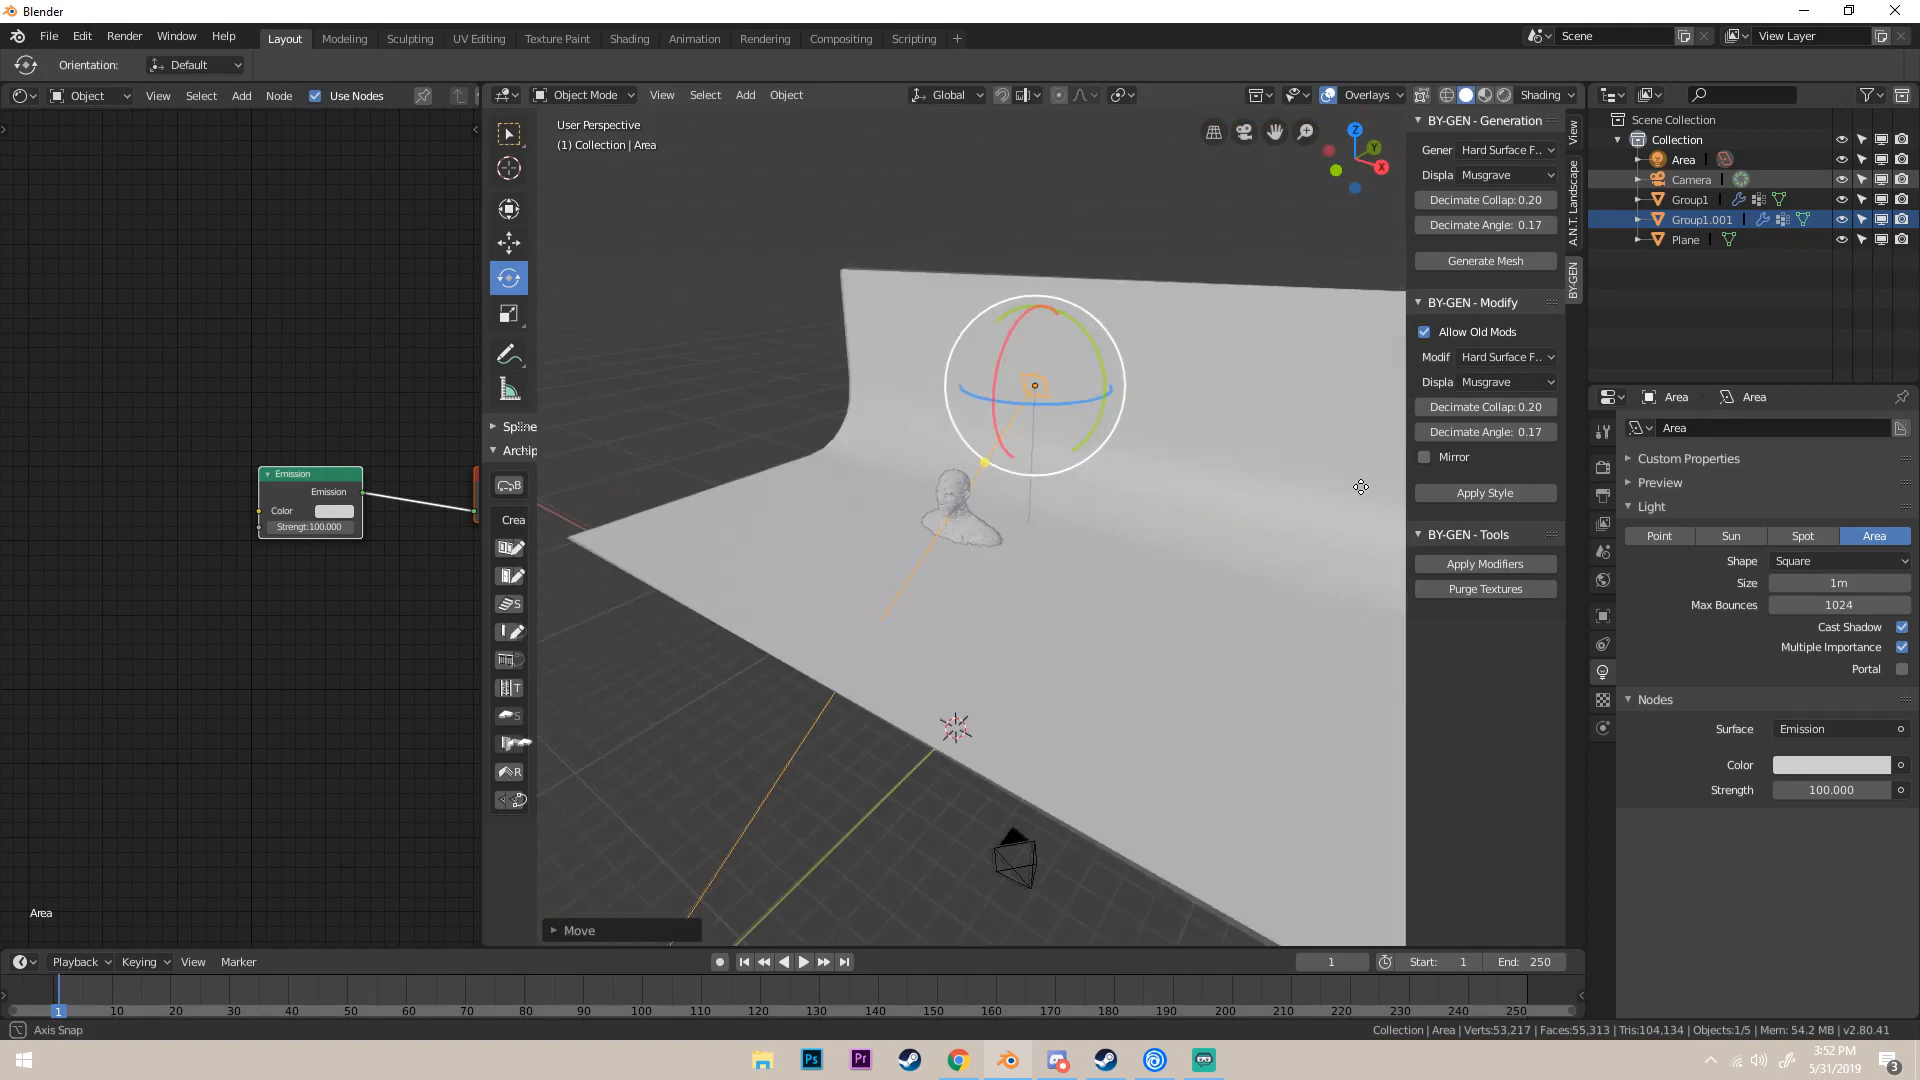 Blender
File Edit Render Window Help
Layout Modeling Sculpting UV Editing Texture Paint Shading Animation Rendering Compositing Scripting +
Scene
View Layer
Orientation: Default
Object View Select Add Node Use Nodes
Object Mode View Select Add Object Global Overlays Shading
User Perspective
(1) Collection | Area
Z
Y
X
Spline
Archip
B
Crea
S
T
S
R
Emission
Emission
Color
Strengt:100.000
Area
Move
BY-GEN - Generation
Gener Hard Surface F..
Displa Musgrave
Decimate Collap: 0.20
Decimate Angle: 0.17
Generate Mesh
BY-GEN - Modify
Allow Old Mods
Modif Hard Surface F..
Displa Musgrave
Decimate Collap: 0.20
Decimate Angle: 0.17
Mirror
Apply Style
BY-GEN - Tools
Apply Modifiers
Purge Textures
View
A.N.T. Landscape
BY-GEN
Scene Collection
Collection
Area
Camera
Group1
Group1.001
Plane
Area Area
Area
Custom Properties
Preview
Light
Point Sun Spot Area
Shape Square
Size 1m
Max Bounces 1024
Cast Shadow
Multiple Importance
Portal
Nodes
Surface Emission
Color
Strength 100.000
Playback Keying View Marker
1 Start: 1 End: 250
1 10 20 30 40 50 60 70 80 90 100 110 120 130 140 150 160 170 180 190 200 210 220 230 240 250
Axis Snap
Collection | Area | Verts:53,217 | Faces:55,313 | Tris:104,134 | Objects:1/5 | Mem: 54.2 MB | v2.80.41
Ps Pr
3:52 PM
5/31/2019
3